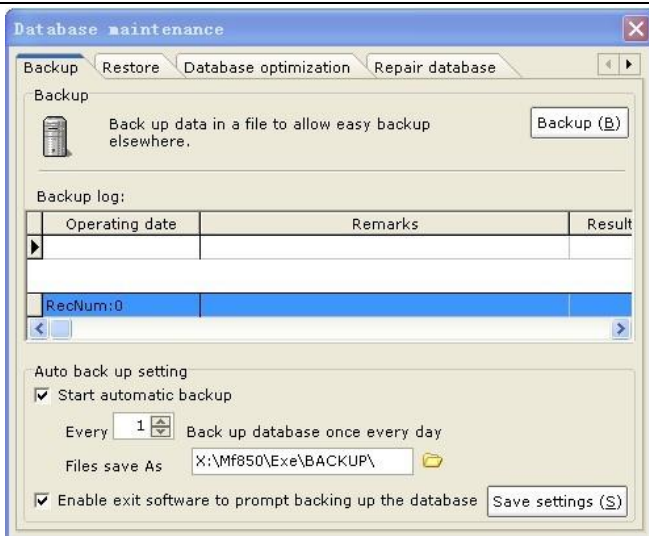 Database maintenance
Backup Restore Database optimization Repair database
Backup
Back up data in a file to allow easy backup
elsewhere.
Backup (B)
Backup log:
Operating date Remarks Result
RecNum:0
Auto back up setting
Start automatic backup
Every 1 Back up database once every day
Files save As X:\Mf850\Exe\BACKUP\
Enable exit software to prompt backing up the database Save settings (S)